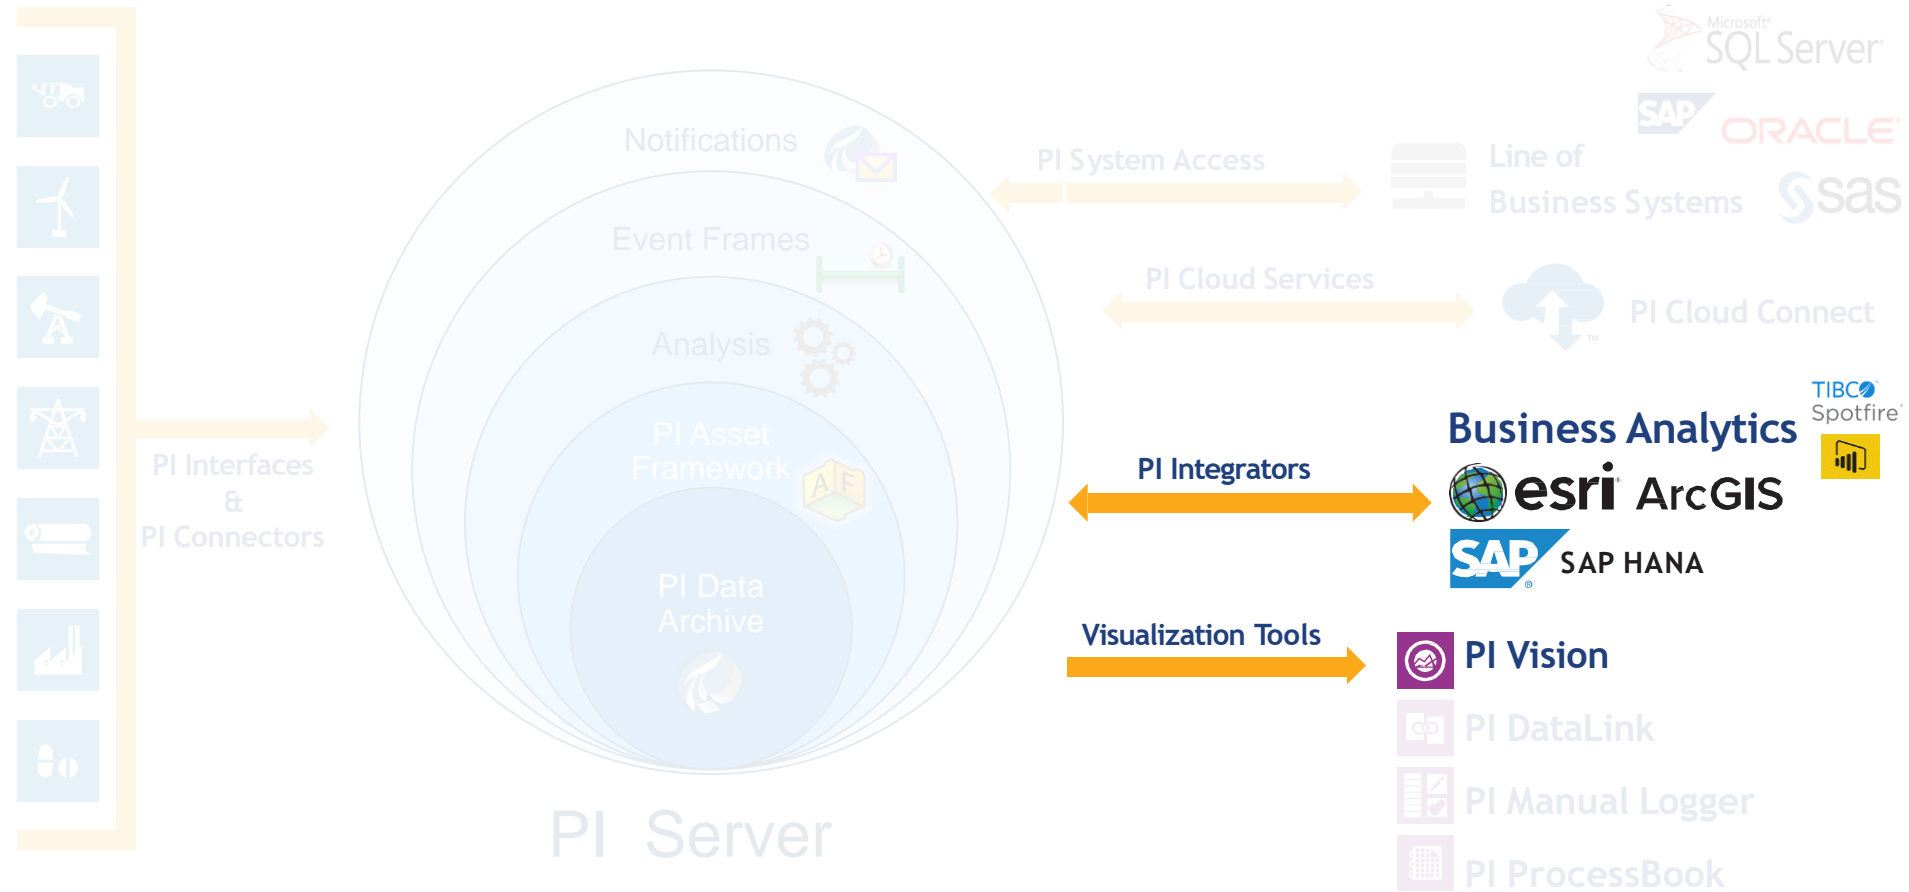 PI Interfaces
&
PI Connectors
Notifications
Event Frames
Analysis
PI Asset
Framework
AF
PI Data
Archive
PI Server
PI System Access
Line of
Business Systems
Microsoft®
SQL Server
SAP
ORACLE®
sas
PI Cloud Services
PI Cloud Connect
TM
PI Integrators
Business Analytics
TIBCO
Spotfire®
esri ArcGIS
SAP® SAP HANA
Visualization Tools
PI Vision
PI DataLink
PI Manual Logger
PI ProcessBook